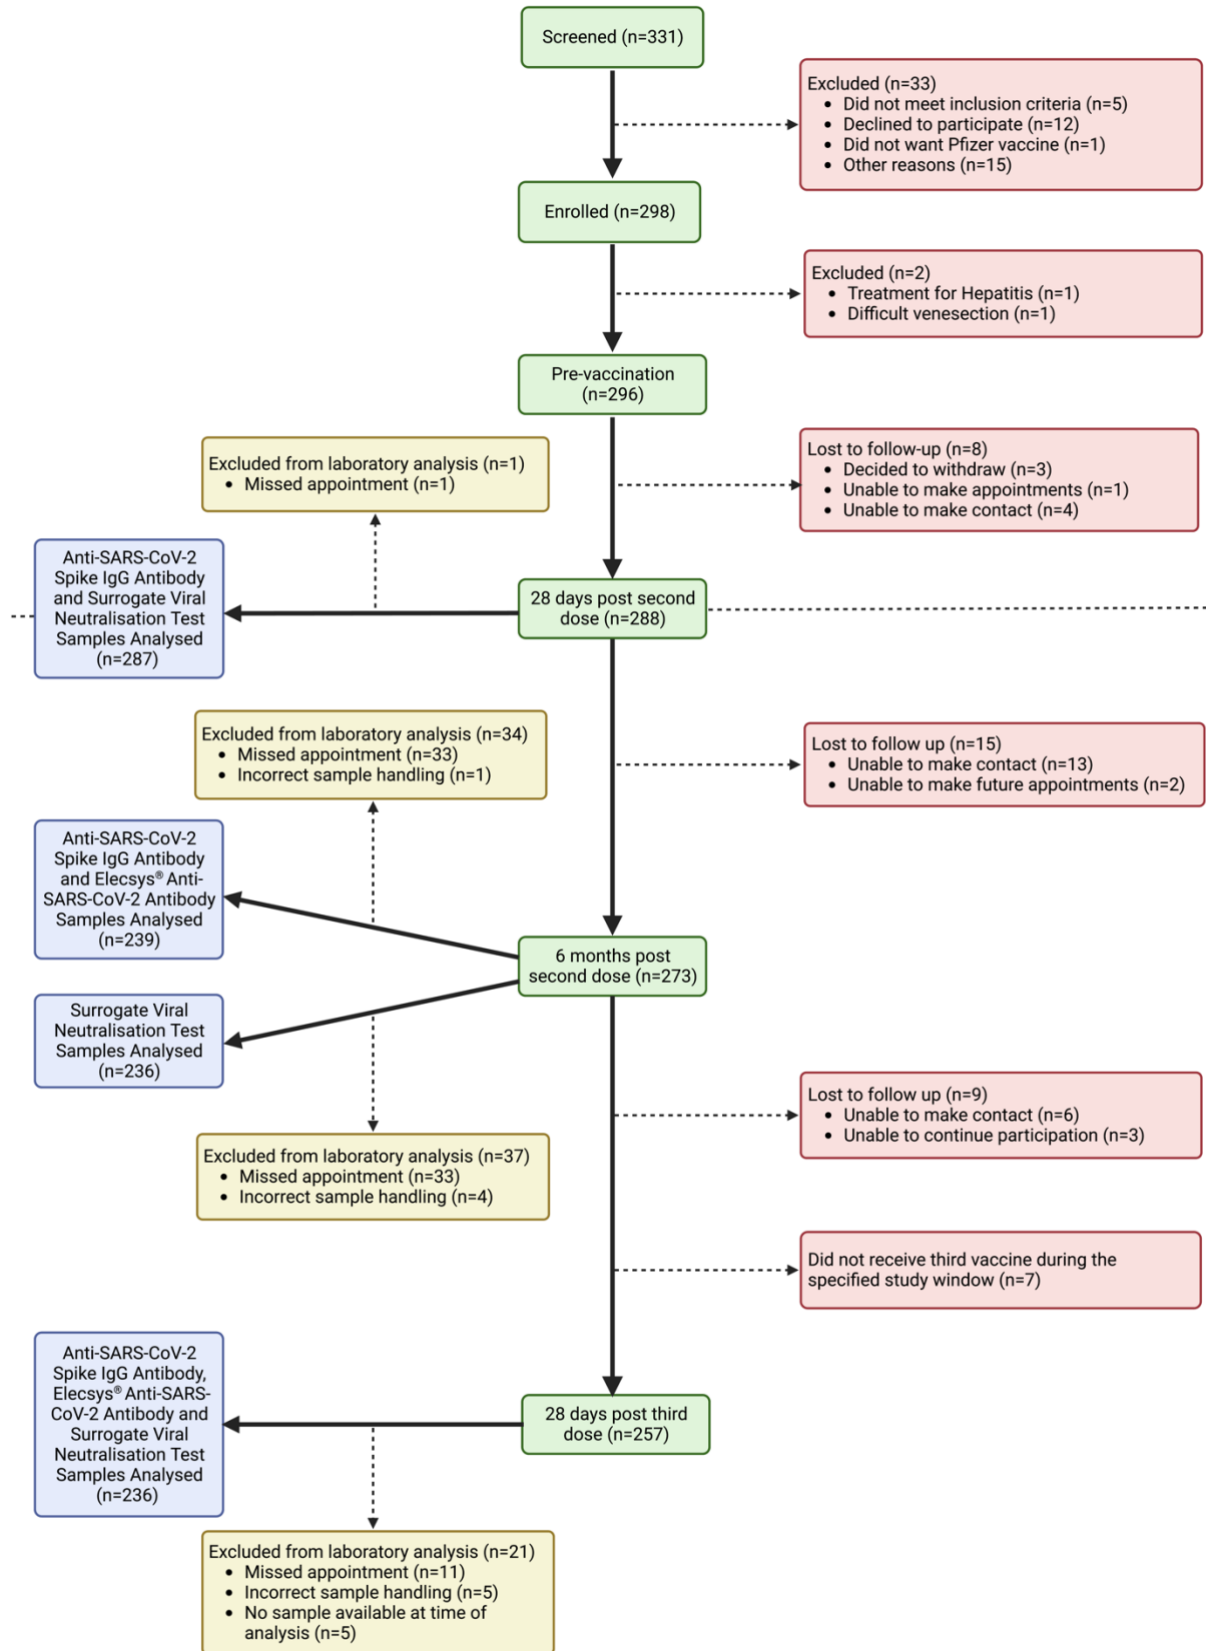 Screened (n=331)
Excluded (n=33)
• Did not meet inclusion criteria (n=5)
• Declined to participate (n=12)
• Did not want Pfizer vaccine (n=1)
• Other reasons (n=15)
Enrolled (n=298)
Excluded (n=2)
• Treatment for Hepatitis (n=1)
• Difficult venesection (n=1)
Pre-vaccination
(n=296)
Lost to follow-up (n=8)
• Decided to withdraw (n=3)
• Unable to make appointments (n=1)
• Unable to make contact (n=4)
Excluded from laboratory analysis (n=1)
• Missed appointment (n=1)
Anti-SARS-CoV-2
Spike IgG Antibody
and Surrogate Viral
Neutralisation Test
Samples Analysed
(n=287)
28 days post second
dose (n=288)
Excluded from laboratory analysis (n=34)
• Missed appointment (n=33)
• Incorrect sample handling (n=1)
Lost to follow up (n=15)
• Unable to make contact (n=13)
• Unable to make future appointments (n=2)
Anti-SARS-CoV-2
Spike IgG Antibody
and Elecsys® Anti-
SARS-CoV-2 Antibody
Samples Analysed
(n=239)
6 months post
second dose (n=273)
Surrogate Viral
Neutralisation Test
Samples Analysed
(n=236)
Lost to follow up (n=9)
• Unable to make contact (n=6)
• Unable to continue participation (n=3)
Excluded from laboratory analysis (n=37)
• Missed appointment (n=33)
• Incorrect sample handling (n=4)
Did not receive third vaccine during the
specified study window (n=7)
Anti-SARS-CoV-2
Spike IgG Antibody,
Elecsys® Anti-SARS-
CoV-2 Antibody and
Surrogate Viral
Neutralisation Test
Samples Analysed
(n=236)
28 days post third
dose (n=257)
Excluded from laboratory analysis (n=21)
• Missed appointment (n=11)
• Incorrect sample handling (n=5)
• No sample available at time of
analysis (n=5)